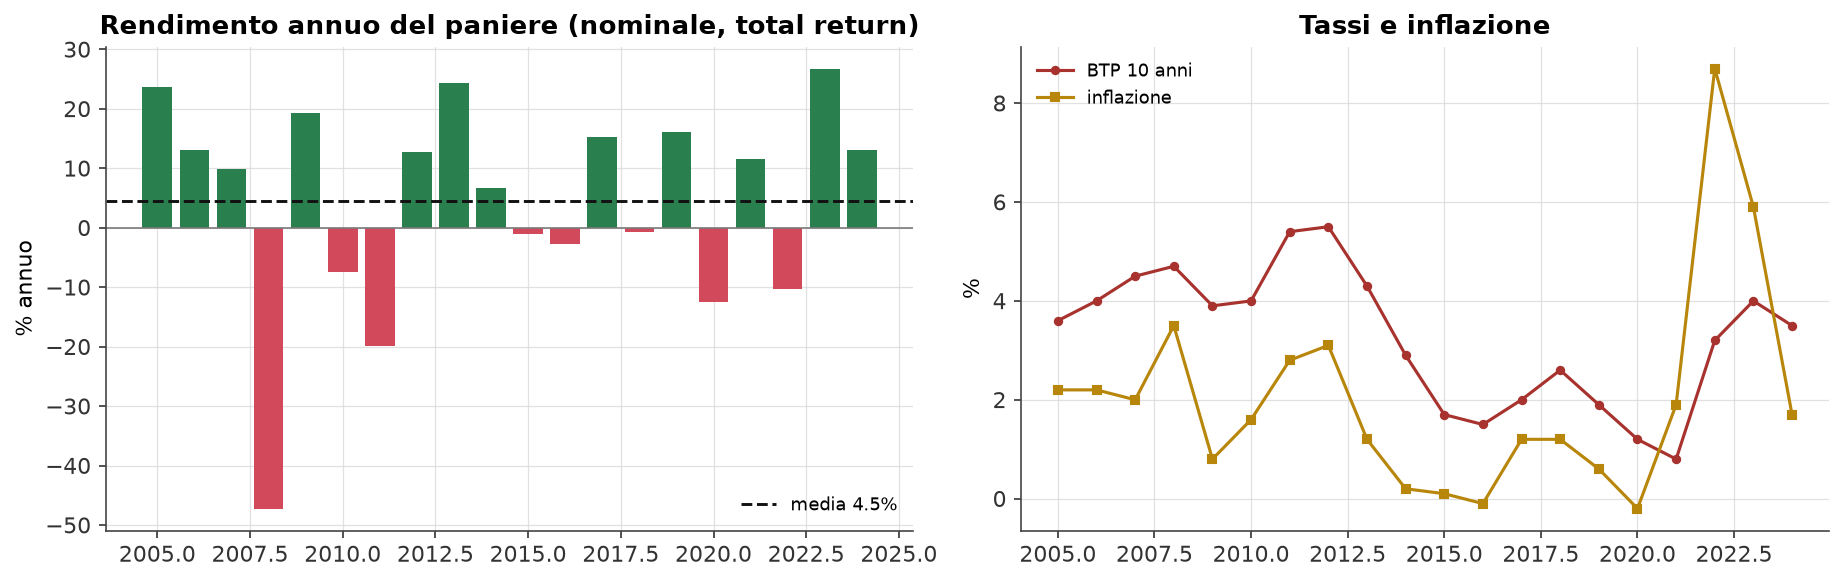 Rendimento annuo del paniere (nominale, total return)
% annuo
30
20
10
0
−10
−20
−30
−40
−50
media 4.5%
2005.0 2007.5 2010.0 2012.5 2015.0 2017.5 2020.0 2022.5 2025.0
Tassi e inflazione
BTP 10 anni
inflazione
%
8
6
4
2
0
2005.0 2007.5 2010.0 2012.5 2015.0 2017.5 2020.0 2022.5